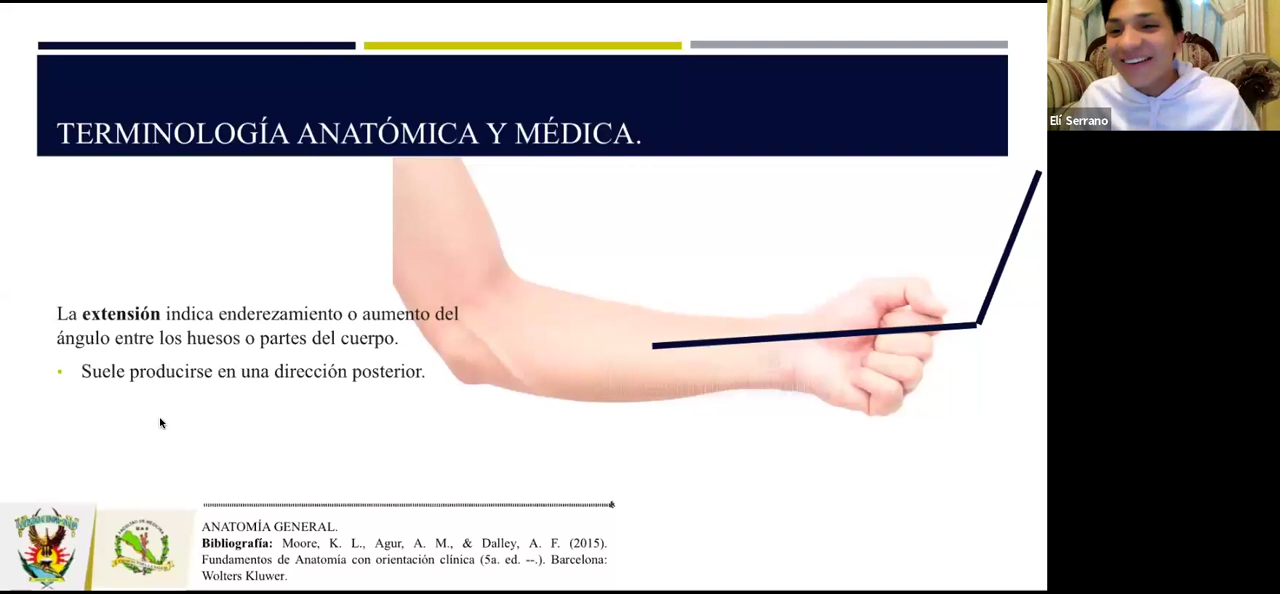 TERMINOLOGÍA ANATÓMICA Y MÉDICA.
Elí Serrano
La extensión indica enderezamiento o aumento del
ángulo entre los huesos o partes del cuerpo.
• Suele producirse en una dirección posterior.
ANATOMÍA GENERAL.
Bibliografía: Moore, K. L., Agur, A. M., & Dalley, A. F. (2015).
Fundamentos de Anatomia con orientación clínica (5a. ed. --.). Barcelona:
Wolters Kluwer.